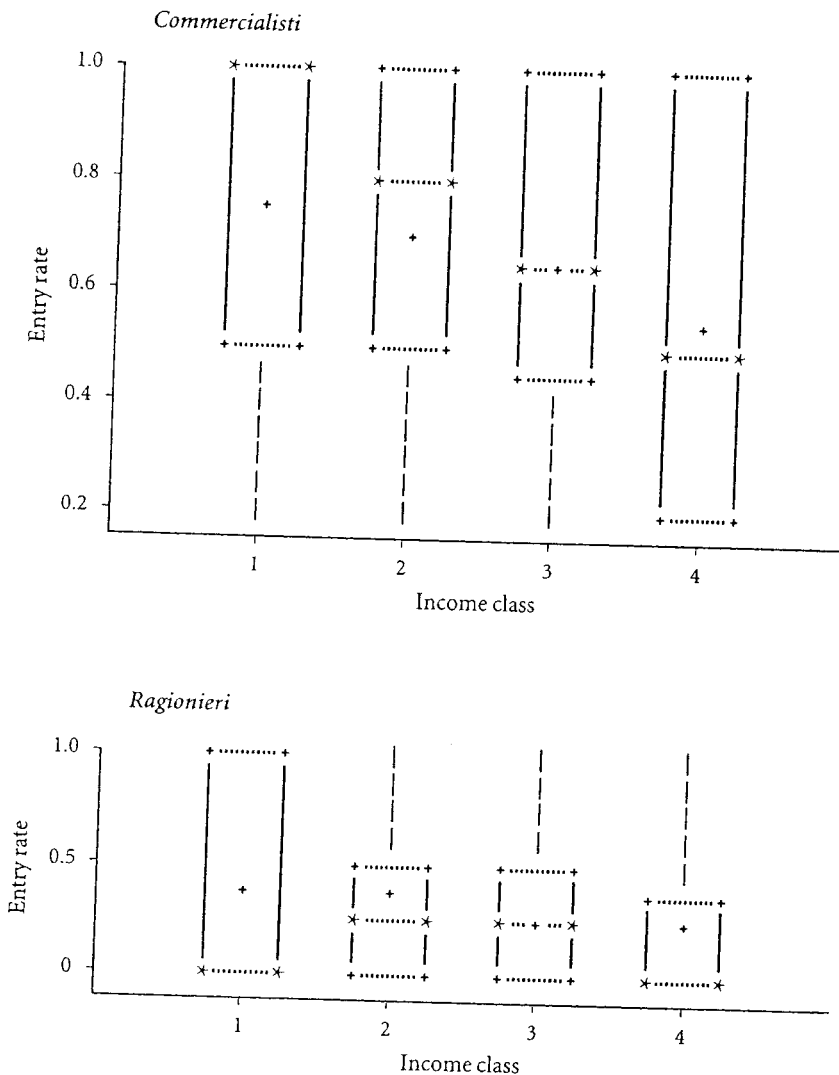 Commercialisti
1.0
0.8
0.6
0.4
0.2
Entry rate
1 2 3 4
Income class
Ragionieri
1.0
0.5
0
Entry rate
1 2 3 4
Income class